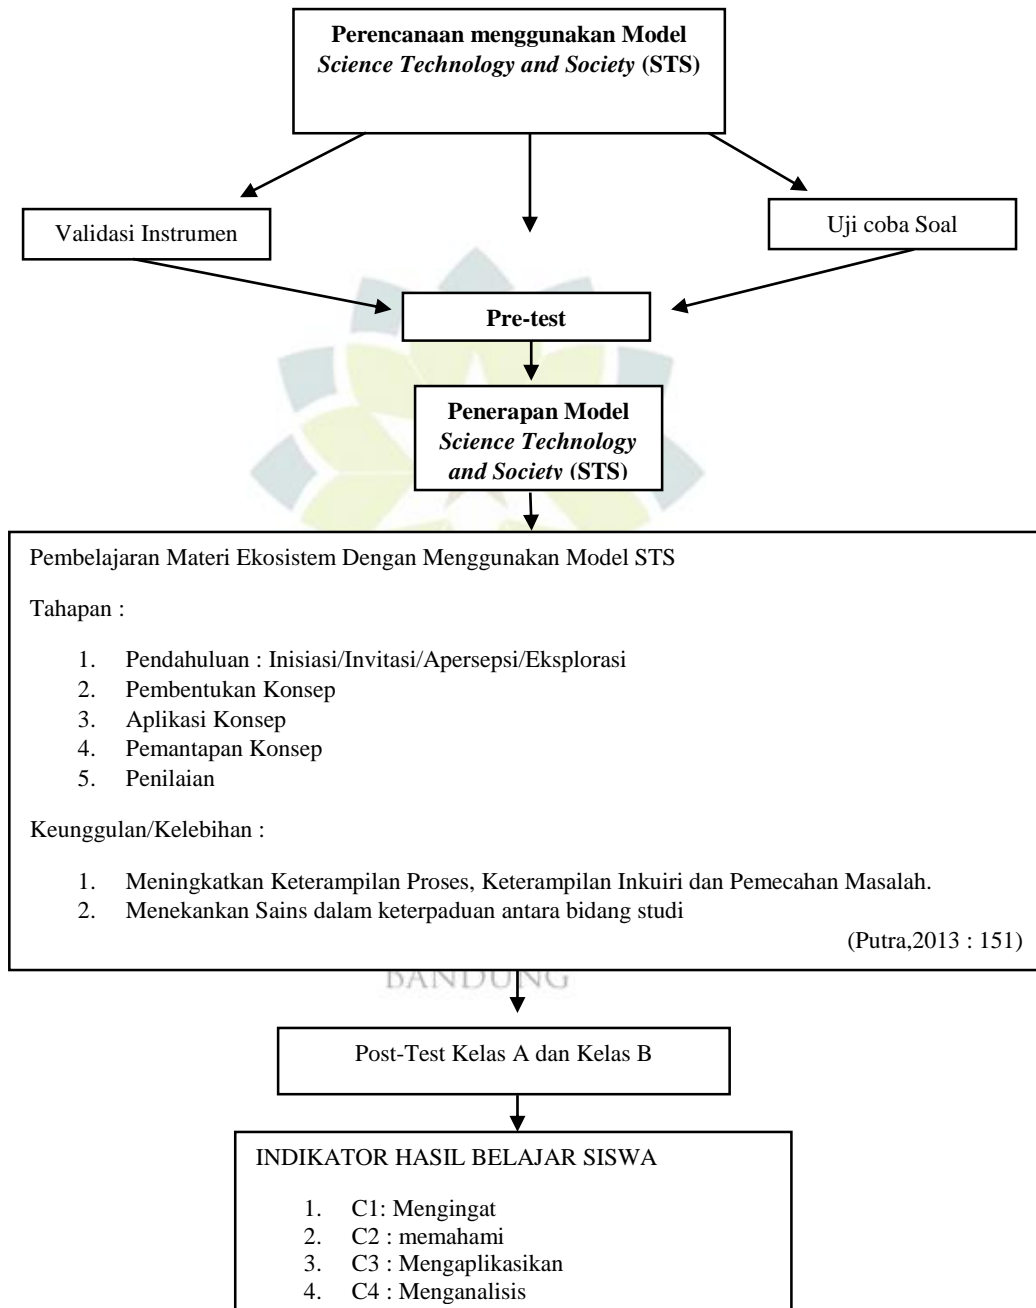 Perencanaan menggunakan Model
Science Technology and Society (STS)
Validasi Instrumen
Uji coba Soal
Pre-test
Penerapan Model
Science Technology
and Society (STS)
Pembelajaran Materi Ekosistem Dengan Menggunakan Model STS
Tahapan :
1. Pendahuluan : Inisiasi/Invitasi/Apersepsi/Eksplorasi
2. Pembentukan Konsep
3. Aplikasi Konsep
4. Pemantapan Konsep
5. Penilaian
Keunggulan/Kelebihan :
1. Meningkatkan Keterampilan Proses, Keterampilan Inkuiri dan Pemecahan Masalah.
2. Menekankan Sains dalam keterpaduan antara bidang studi
(Putra,2013 : 151)
BANDUNG
Post-Test Kelas A dan Kelas B
INDIKATOR HASIL BELAJAR SISWA
1. C1: Mengingat
2. C2 : memahami
3. C3 : Mengaplikasikan
4. C4 : Menganalisis